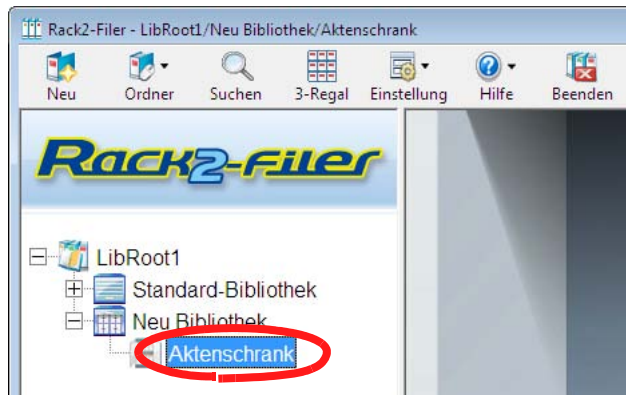 Rack2-Filer - LibRoot1/Neu Bibliothek/Aktenschrank
Neu Ordner Suchen 3-Regal Einstellung Hilfe Beenden
Rack2-Filer
LibRoot1
Standard-Bibliothek
Neu Bibliothek
Aktenschrank